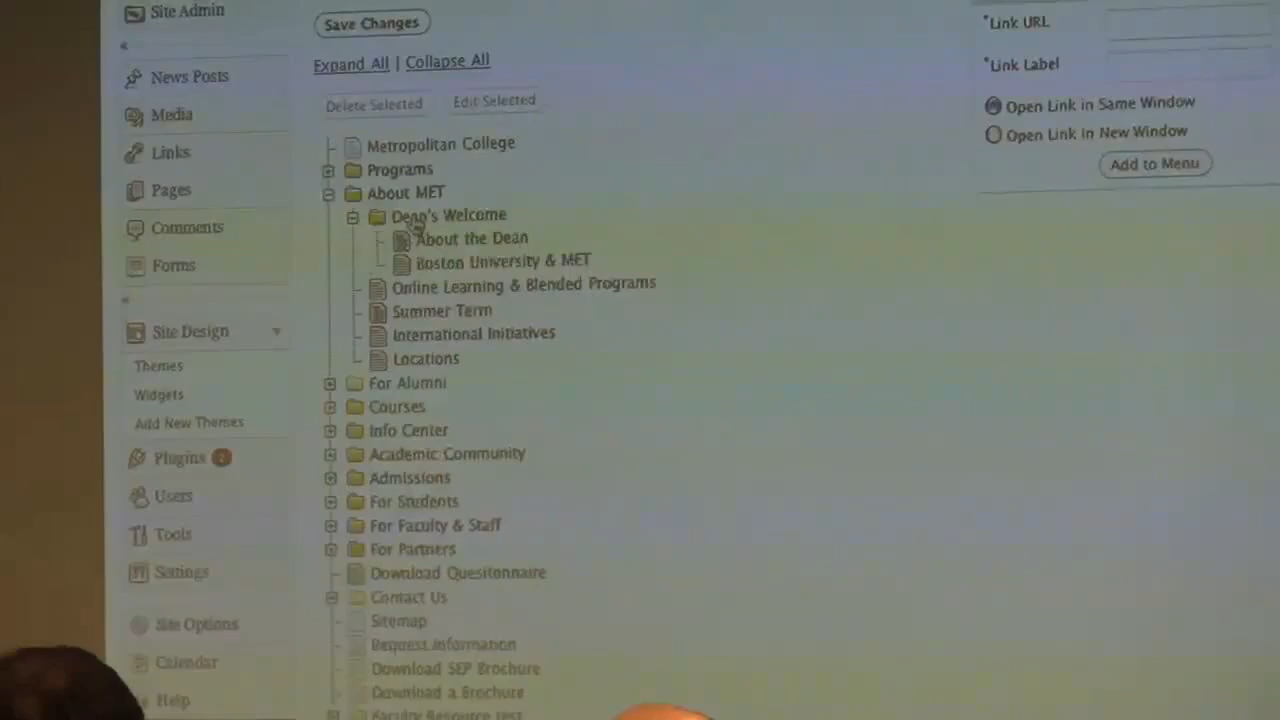 Site Admin
News Posts
Media
Links
Pages
Comments
Forms
Site Design
Themes
Widgets
Add New Themes
Plugins
Users
Tools
Settings
Site Options
Calendar
Help
Save Changes
Expand All | Collapse All
Delete Selected Edit Selected
Metropolitan College
Programs
About MET
Dean's Welcome
About the Dean
Boston University & MET
Online Learning & Blended Programs
Summer Term
International Initiatives
Locations
For Alumni
Courses
Info Center
Academic Community
Admissions
For Students
For Faculty & Staff
For Partners
Download Quesitonnaire
Contact Us
Sitemap
Request Information
Download SEP Brochure
Download a Brochure
Faculty Resource test
*Link URL
*Link Label
Open Link in Same Window
Open Link in New Window
Add to Menu